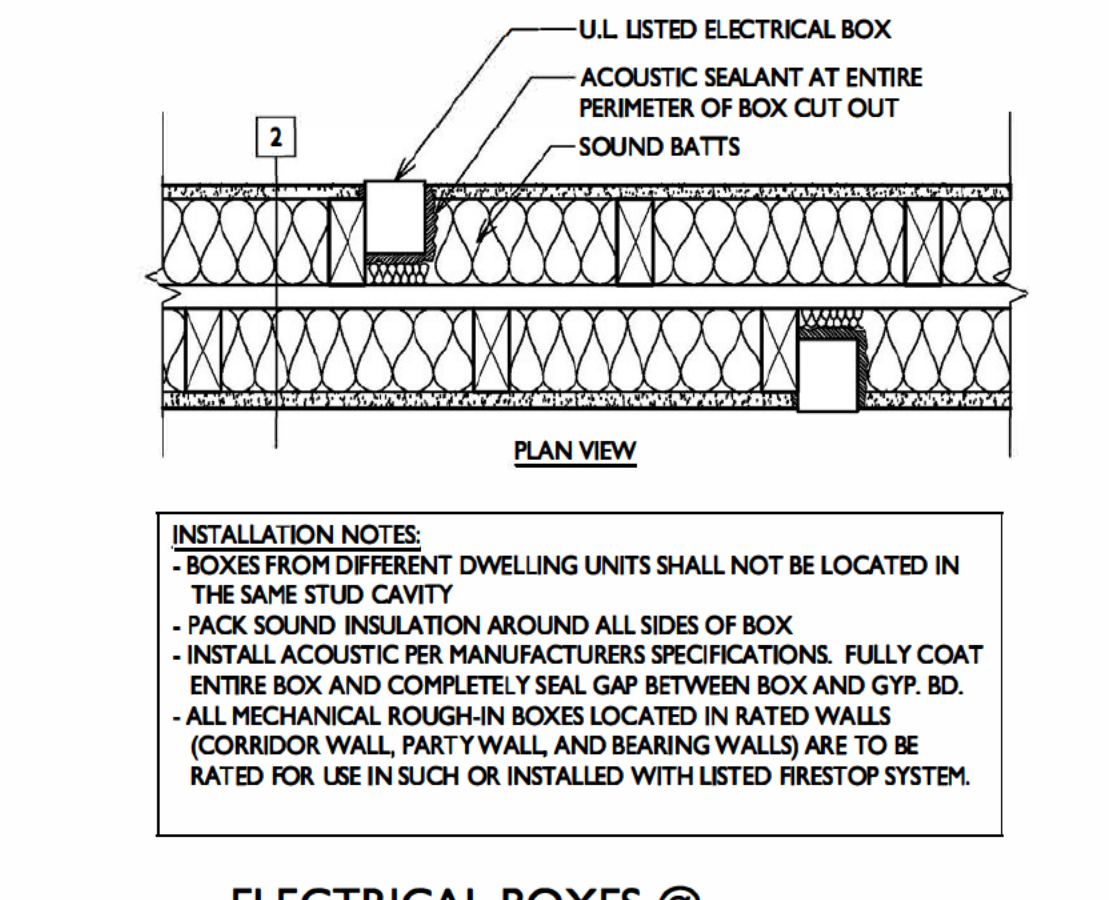 U.L. LISTED ELECTRICAL BOX
ACOUSTIC SEALANT AT ENTIRE
PERIMETER OF BOX CUT OUT
SOUND BATTS
2
PLAN VIEW
INSTALLATION NOTES:
- BOXES FROM DIFFERENT DWELLING UNITS SHALL NOT BE LOCATED IN
THE SAME STUD CAVITY
- PACK SOUND INSULATION AROUND ALL SIDES OF BOX
- INSTALL ACOUSTIC PER MANUFACTURERS SPECIFICATIONS. FULLY COAT
ENTIRE BOX AND COMPLETELY SEAL GAP BETWEEN BOX AND GYP. BD.
- ALL MECHANICAL ROUGH-IN BOXES LOCATED IN RATED WALLS
(CORRIDOR WALL, PARTY WALL, AND BEARING WALLS) ARE TO BE
RATED FOR USE IN SUCH OR INSTALLED WITH LISTED FIRESTOP SYSTEM.
ELECTRICAL BOXES @